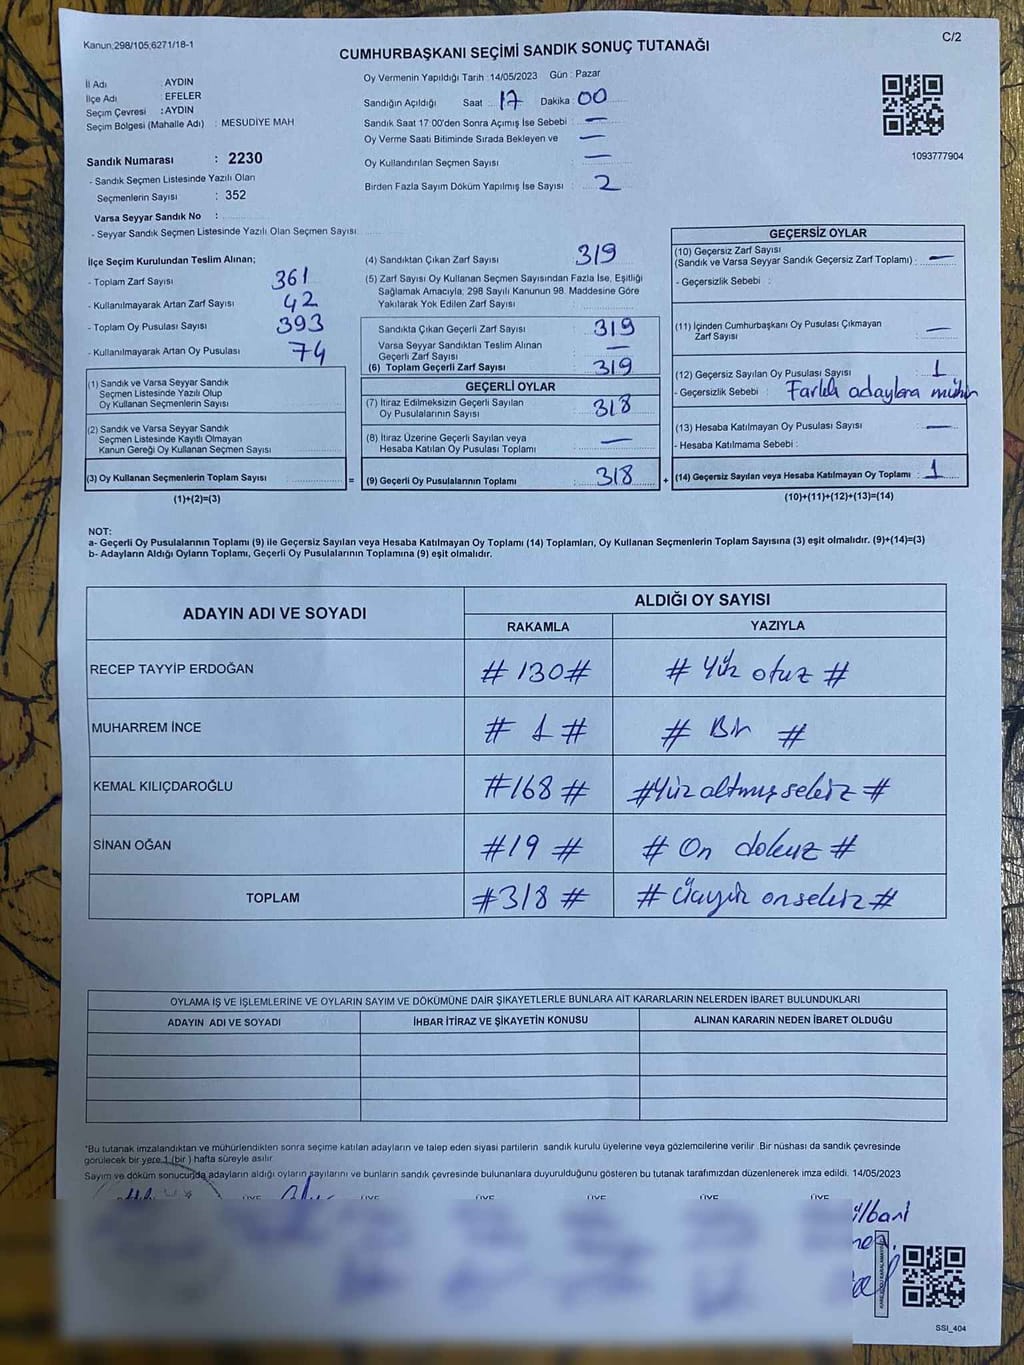 Kanun;298/105;6271/18-1
C/2
CUMHURBAŞKANI SEÇİMİ SANDIK SONUÇ TUTANAĞI
İl Adı : AYDIN
İlçe Adı : EFELER
Seçim Çevresi : AYDIN
Seçim Bölgesi (Mahalle Adı) : MESUDİYE MAH
Sandık Numarası : 2230
- Sandık Seçmen Listesinde Yazılı Olan
Seçmenlerin Sayısı : 352
Varsa Seyyar Sandık No :
- Seyyar Sandık Seçmen Listesinde Yazılı Olan Seçmen Sayısı
Oy Vermenin Yapıldığı Tarih : 14/05/2023 Gün : Pazar
Sandığın Açıldığı Saat 17 Dakika : 00
Sandık Saat 17:00'den Sonra Açımış İse Sebebi : —
Oy Verme Saati Bitiminde Sırada Bekleyen ve —
Oy Kullandırılan Seçmen Sayısı : —
Birden Fazla Sayım Döküm Yapılmış İse Sayısı : 2
1093777904
İlçe Seçim Kurulundan Teslim Alınan;
- Toplam Zarf Sayısı 361
- Kullanılmayarak Artan Zarf Sayısı 42
- Toplam Oy Pusulası Sayısı 393
- Kullanılmayarak Artan Oy Pusulası 74
(1) Sandık ve Varsa Seyyar Sandık
Seçmen Listesinde Yazılı Olup
Oy Kullanan Seçmenlerin Sayısı
(2) Sandık ve Varsa Seyyar Sandık
Seçmen Listesinde Kayıtlı Olmayan
Kanun Gereği Oy Kullanan Seçmen Sayısı
(3) Oy Kullanan Seçmenlerin Toplam Sayısı =
(1)+(2)=(3)
(4) Sandıktan Çıkan Zarf Sayısı : 319
(5) Zarf Sayısı Oy Kullanan Seçmen Sayısından Fazla İse, Eşitliği
Sağlamak Amacıyla, 298 Sayılı Kanunun 98. Maddesine Göre
Yakılarak Yok Edilen Zarf Sayısı :
Sandıkta Çıkan Geçerli Zarf Sayısı : 319
Varsa Seyyar Sandıktan Teslim Alınan
Geçerli Zarf Sayısı : —
(6) Toplam Geçerli Zarf Sayısı : 319
GEÇERLİ OYLAR
(7) İtiraz Edilmeksizin Geçerli Sayılan
Oy Pusulalarının Sayısı : 318
(8) İtiraz Üzerine Geçerli Sayılan veya
Hesaba Katılan Oy Pusulası Toplamı : —
(9) Geçerli Oy Pusulalarının Toplamı : 318 +
GEÇERSİZ OYLAR
(10) Geçersiz Zarf Sayısı
(Sandık ve Varsa Seyyar Sandık Geçersiz Zarf Toplamı) : —
- Geçersizlik Sebebi :
(11) İçinden Cumhurbaşkanı Oy Pusulası Çıkmayan
Zarf Sayısı : —
(12) Geçersiz Sayılan Oy Pusulası Sayısı : 1
- Geçersizlik Sebebi : Farklı adaylara mühür
(13) Hesaba Katılmayan Oy Pusulası Sayısı : —
- Hesaba Katılmama Sebebi :
(14) Geçersiz Sayılan veya Hesaba Katılmayan Oy Toplamı : 1
(10)+(11)+(12)+(13)=(14)
NOT:
a- Geçerli Oy Pusulalarının Toplamı (9) ile Geçersiz Sayılan veya Hesaba Katılmayan Oy Toplamı (14) Toplamları, Oy Kullanan Seçmenlerin Toplam Sayısına (3) eşit olmalıdır. (9)+(14)=(3)
b- Adayların Aldığı Oyların Toplamı, Geçerli Oy Pusulalarının Toplamına (9) eşit olmalıdır.
ADAYIN ADI VE SOYADI
ALDIĞI OY SAYISI
RAKAMLA YAZIYLA
RECEP TAYYİP ERDOĞAN # 130 # # Yüz otuz #
MUHARREM İNCE # 1 # # Bir #
KEMAL KILIÇDAROĞLU # 168 # # Yüz altmış sekiz #
SİNAN OĞAN # 19 # # On dokuz #
TOPLAM # 318 # # Üçyüz onsekiz #
OYLAMA İŞ VE İŞLEMLERİNE VE OYLARIN SAYIM VE DÖKÜMÜNE DAİR ŞİKAYETLERLE BUNLARA AİT KARARLARIN NELERDEN İBARET BULUNDUKLARI
ADAYIN ADI VE SOYADI İHBAR İTİRAZ VE ŞİKAYETİN KONUSU ALINAN KARARIN NEDEN İBARET OLDUĞU
*Bu tutanak imzalandıktan ve mühürlendikten sonra seçime katılan adayların ve talep eden siyasi partilerin sandık kurulu üyelerine veya gözlemcilerine verilir. Bir nüshası da sandık çevresinde
görülecek bir yere 1 (bir ) hafta süreyle asılır.
Sayım ve döküm sonucunda adayların aldığı oyların sayılarını ve bunların sandık çevresinde bulunanlara duyurulduğunu gösteren bu tutanak tarafımızdan düzenlenerek imza edildi. 14/05/2023
ÜYE ÜYE ÜYE ÜYE ÜYE ÜYE
SSI_404